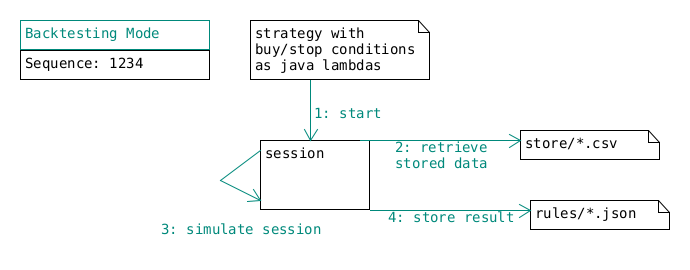 Backtesting Mode
Sequence: 1234
strategy with
buy/stop conditions
as java lambdas
1: start
session
2: retrieve
stored data
store/*.csv
3: simulate session
4: store result
rules/*.json